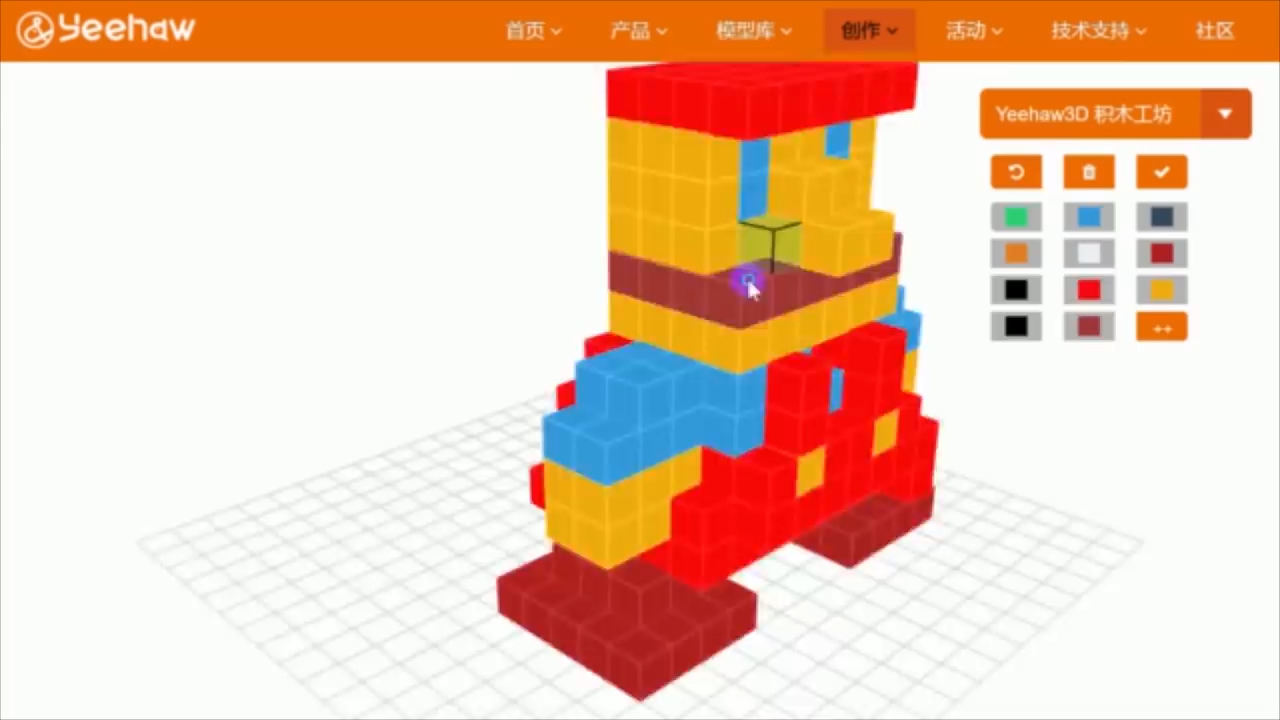 Yeehaw
首页
产品
模型库
创作
活动
技术支持
社区
Yeehaw3D 积木工坊
++